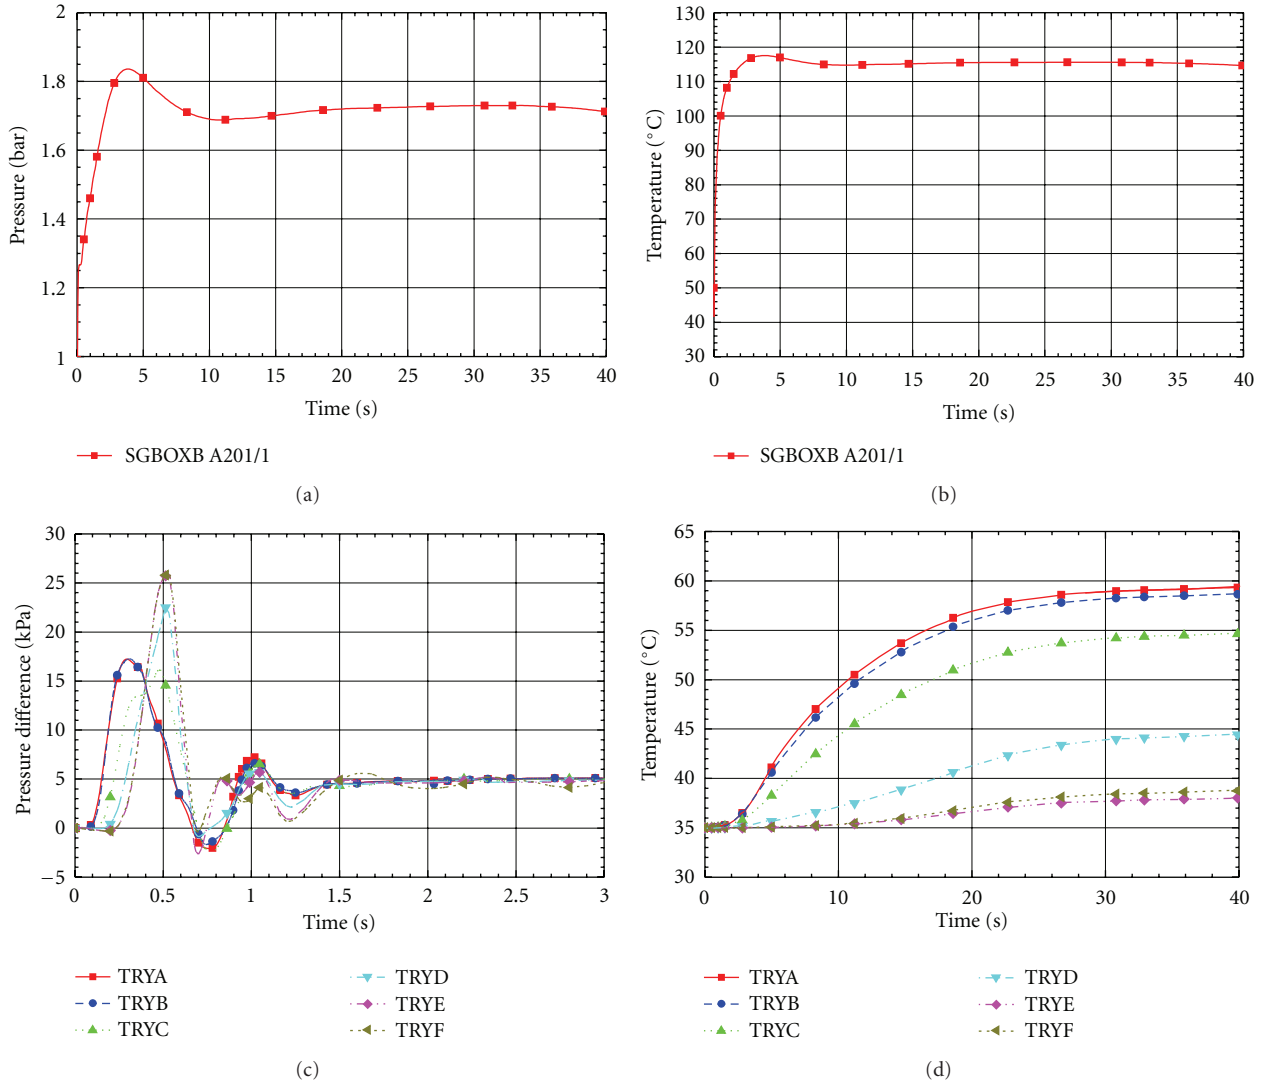 2
1.8
1.6
1.4
1.2
1
Pressure (bar)
0 5 10 15 20 25 30 35 40
Time (s)
SGBOXB A201/1
(a)
130
120
110
100
90
80
70
60
50
40
30
Temperature (°C)
0 5 10 15 20 25 30 35 40
Time (s)
SGBOXB A201/1
(b)
30
25
20
15
10
5
0
−5
Pressure difference (kPa)
0 0.5 1 1.5 2 2.5 3
Time (s)
TRYA
TRYB
TRYC
TRYD
TRYE
TRYF
(c)
65
60
55
50
45
40
35
30
Temperature (°C)
0 10 20 30 40
Time (s)
TRYA
TRYB
TRYC
TRYD
TRYE
TRYF
(d)